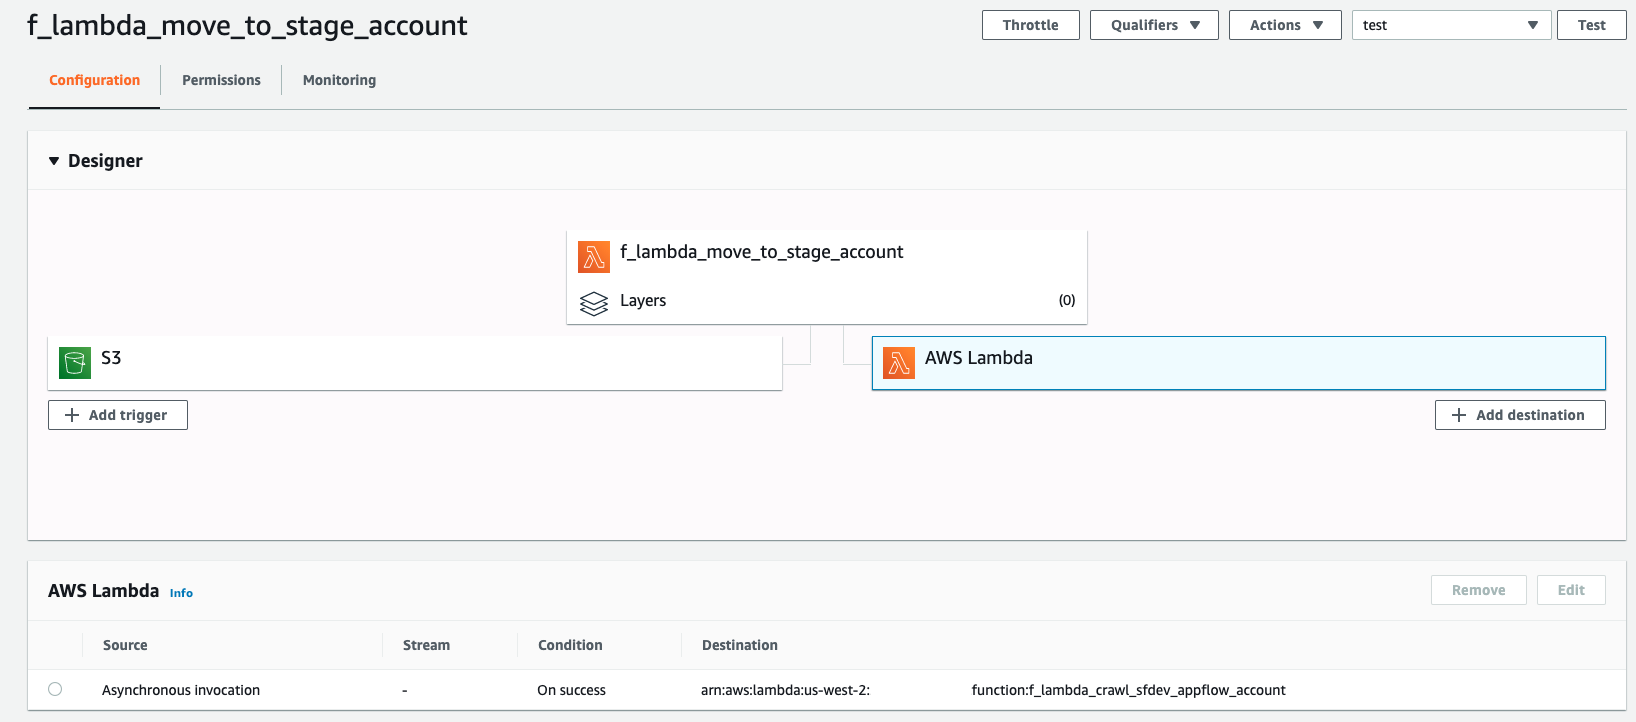 f_lambda_move_to_stage_account
Throttle Qualifiers Actions test Test
Configuration Permissions Monitoring
Designer
f_lambda_move_to_stage_account
Layers (0)
S3
AWS Lambda
+ Add trigger
+ Add destination
AWS Lambda Info
Remove Edit
Source Stream Condition Destination
Asynchronous invocation - On success arn:aws:lambda:us-west-2: function:f_lambda_crawl_sfdev_appflow_account